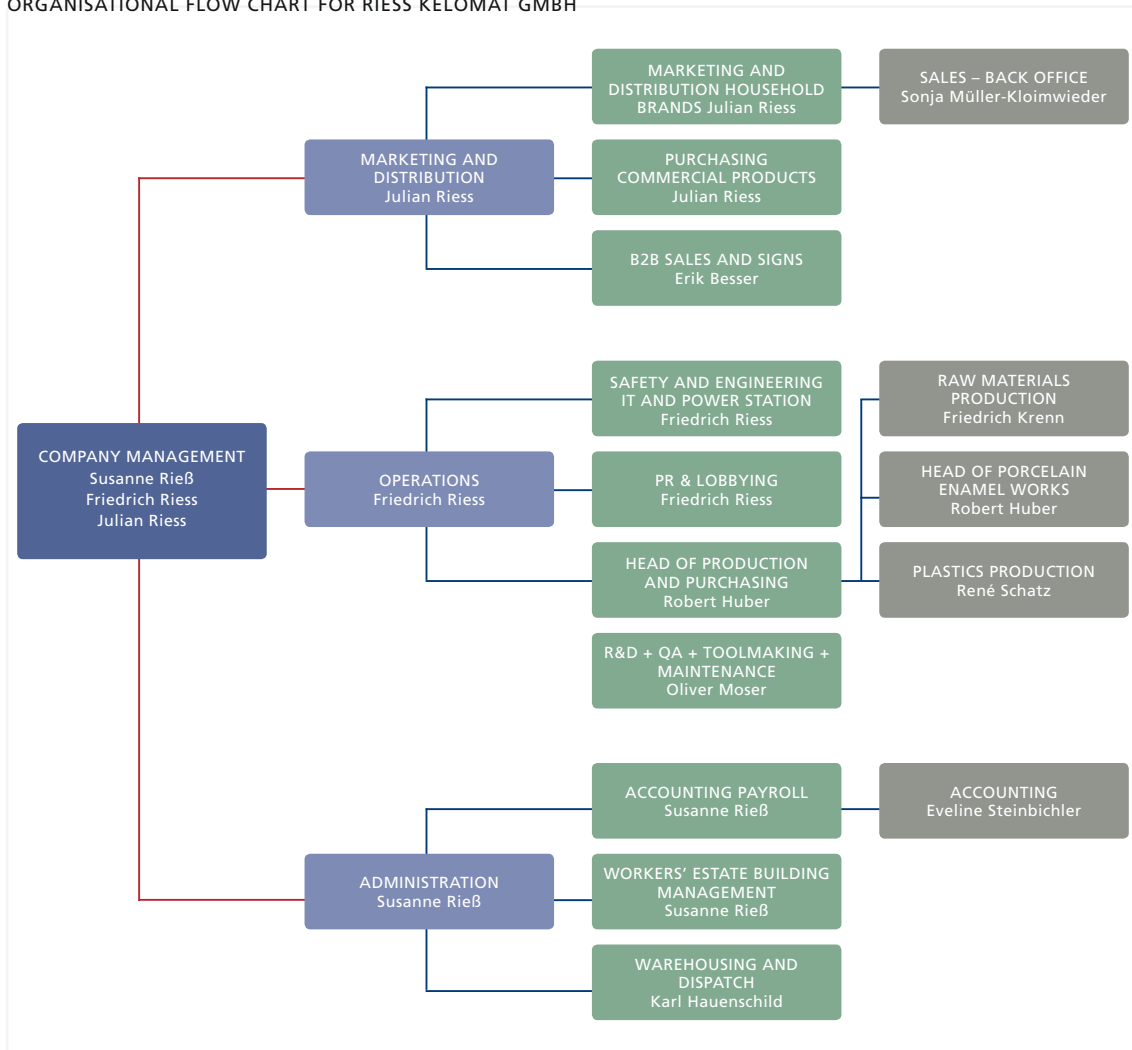 ORGANISATIONAL FLOW CHART FOR RIESS KELOMAT GMBH
MARKETING AND
DISTRIBUTION HOUSEHOLD
BRANDS Julian Riess
SALES – BACK OFFICE
Sonja Müller-Kloimwieder
MARKETING AND
DISTRIBUTION
Julian Riess
PURCHASING
COMMERCIAL PRODUCTS
Julian Riess
B2B SALES AND SIGNS
Erik Besser
SAFETY AND ENGINEERING
IT AND POWER STATION
Friedrich Riess
RAW MATERIALS
PRODUCTION
Friedrich Krenn
COMPANY MANAGEMENT
Susanne Rieß
Friedrich Riess
Julian Riess
OPERATIONS
Friedrich Riess
PR & LOBBYING
Friedrich Riess
HEAD OF PORCELAIN
ENAMEL WORKS
Robert Huber
HEAD OF PRODUCTION
AND PURCHASING
Robert Huber
PLASTICS PRODUCTION
René Schatz
R&D + QA + TOOLMAKING +
MAINTENANCE
Oliver Moser
ACCOUNTING PAYROLL
Susanne Rieß
ACCOUNTING
Eveline Steinbichler
ADMINISTRATION
Susanne Rieß
WORKERS' ESTATE BUILDING
MANAGEMENT
Susanne Rieß
WAREHOUSING AND
DISPATCH
Karl Hauenschild